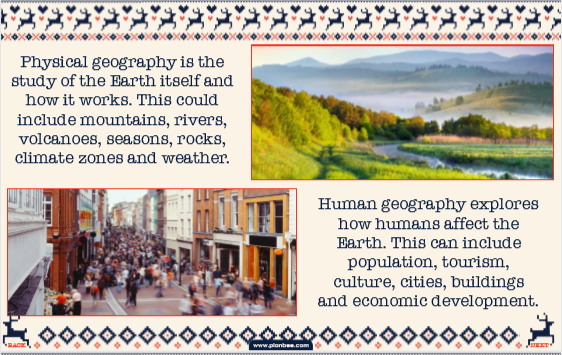 Physical geography is the
study of the Earth itself and
how it works. This could
include mountains, rivers,
volcanoes, seasons, rocks,
climate zones and weather.
Human geography explores
how humans affect the
Earth. This can include
population, tourism,
culture, cities, buildings
and economic development.
BACK
www.planbee.com
NEXT